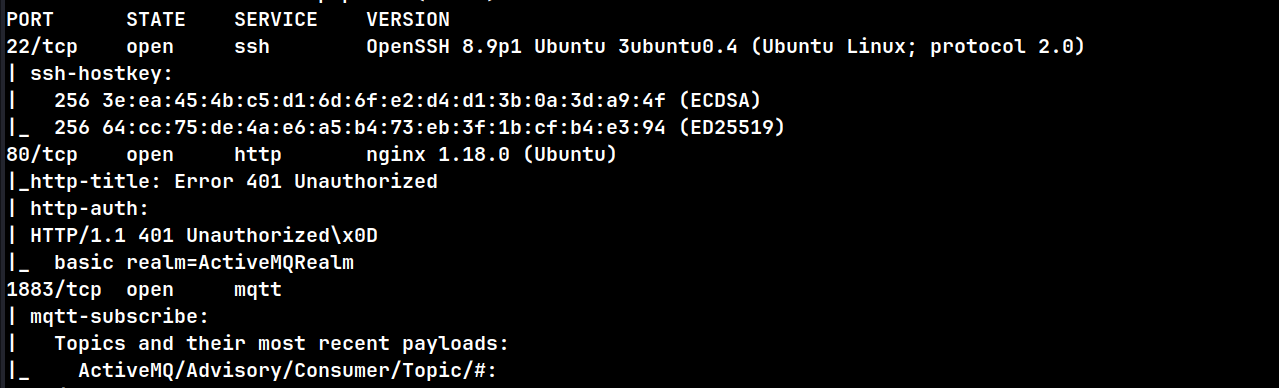 PORT      STATE    SERVICE    VERSION
22/tcp    open     ssh        OpenSSH 8.9p1 Ubuntu 3ubuntu0.4 (Ubuntu Linux; protocol 2.0)
| ssh-hostkey:
|   256 3e:ea:45:4b:c5:d1:6d:6f:e2:d4:d1:3b:0a:3d:a9:4f (ECDSA)
|_  256 64:cc:75:de:4a:e6:a5:b4:73:eb:3f:1b:cf:b4:e3:94 (ED25519)
80/tcp    open     http       nginx 1.18.0 (Ubuntu)
|_http-title: Error 401 Unauthorized
| http-auth:
| HTTP/1.1 401 Unauthorized\x0D
|_  basic realm=ActiveMQRealm
1883/tcp  open     mqtt
| mqtt-subscribe:
|   Topics and their most recent payloads:
|_    ActiveMQ/Advisory/Consumer/Topic/#: